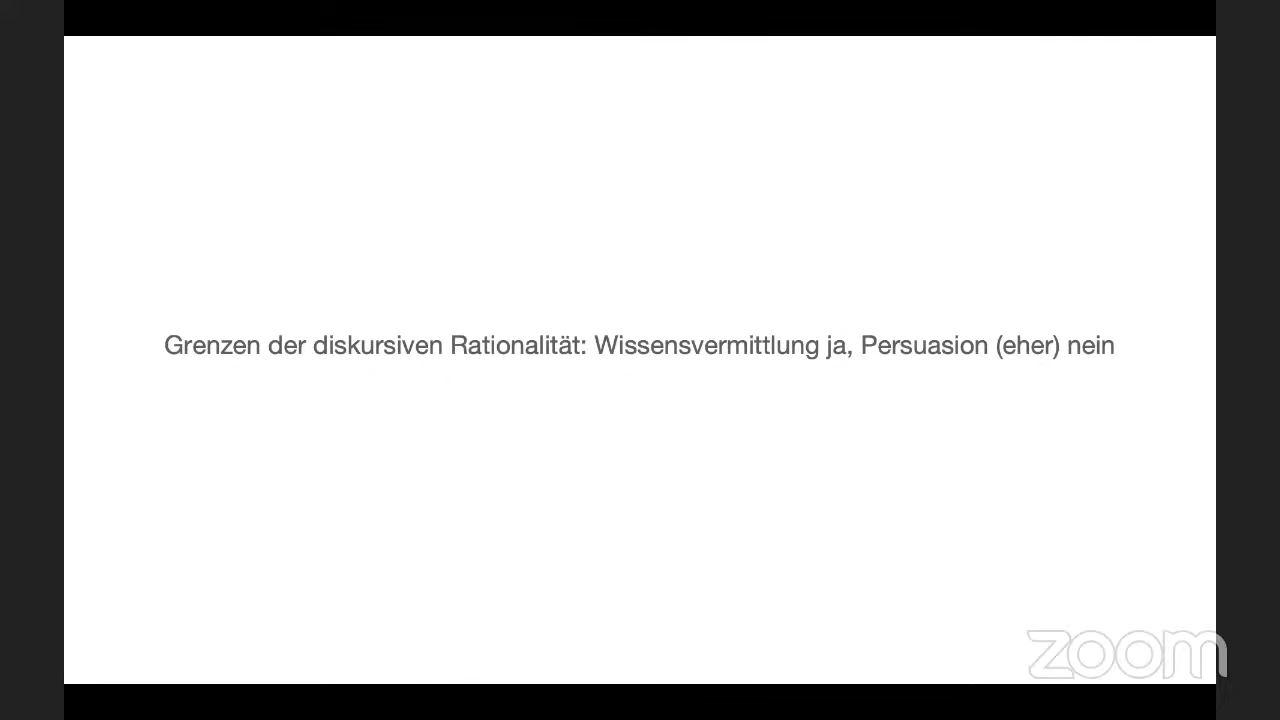 Grenzen der diskursiven Rationalität: Wissensvermittlung ja, Persuasion (eher) nein
zoom